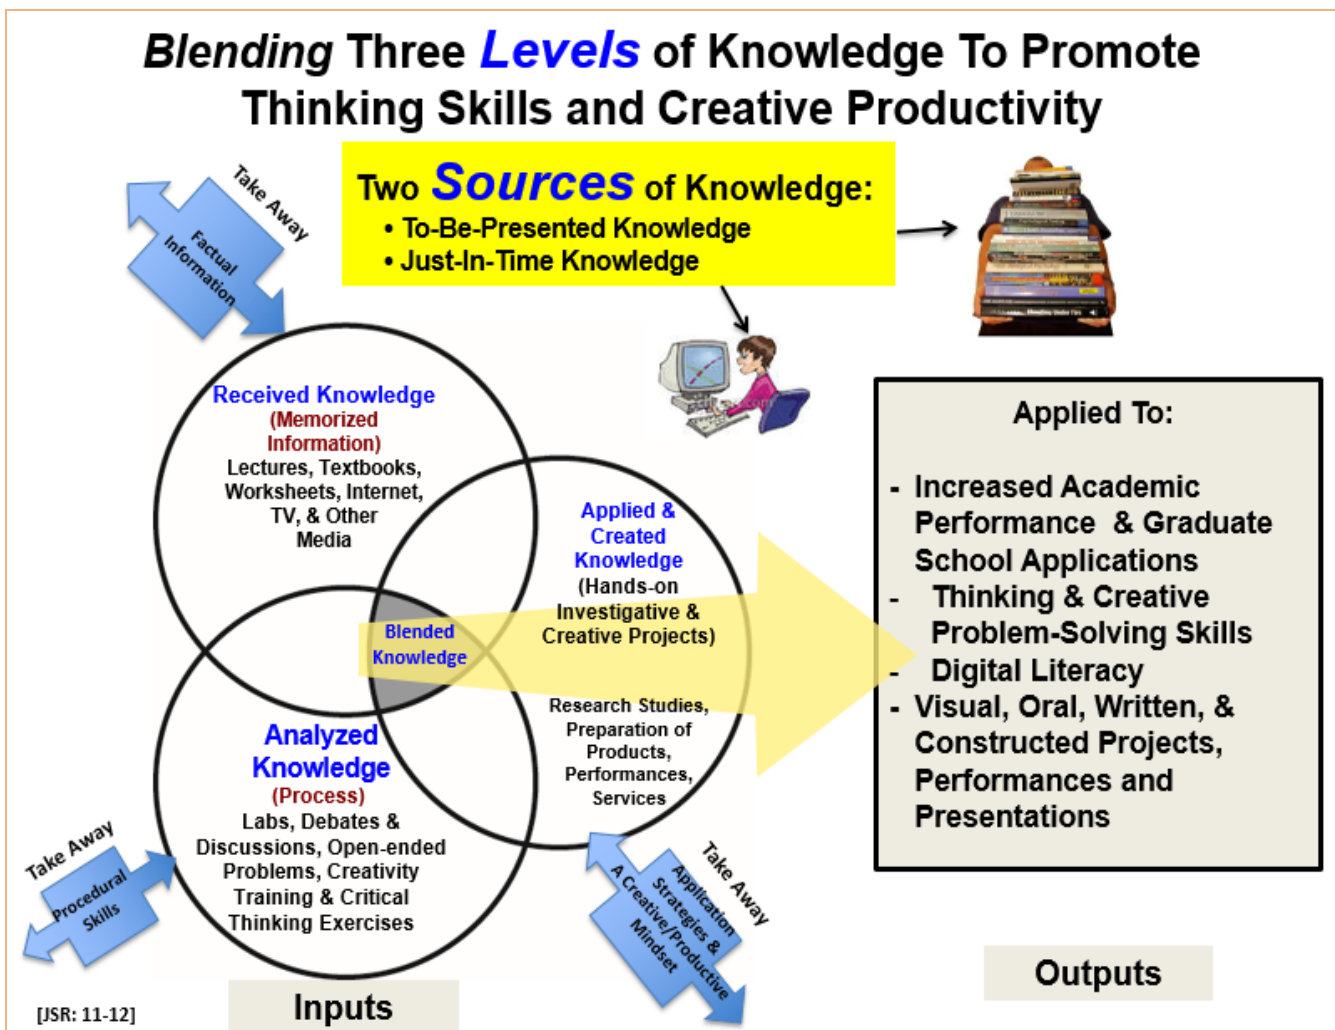 Blending Three Levels of Knowledge To Promote
Thinking Skills and Creative Productivity
Two Sources of Knowledge:
• To-Be-Presented Knowledge
• Just-In-Time Knowledge
Take Away
Factual
Information
Received Knowledge
(Memorized
Information)
Lectures, Textbooks,
Worksheets, Internet,
TV, & Other
Media
Applied &
Created
Knowledge
(Hands-on
Investigative &
Creative Projects)
Research Studies,
Preparation of
Products,
Performances,
Services
Blended
Knowledge
Analyzed
Knowledge
(Process)
Labs, Debates &
Discussions, Open-ended
Problems, Creativity
Training & Critical
Thinking Exercises
Take Away
Procedural
Skills
Take Away
Application
Strategies &
A Creative/Productive
Mindset
Applied To:
- Increased Academic
Performance & Graduate
School Applications
- Thinking & Creative
Problem-Solving Skills
- Digital Literacy
- Visual, Oral, Written, &
Constructed Projects,
Performances and
Presentations
Inputs
Outputs
[JSR: 11-12]